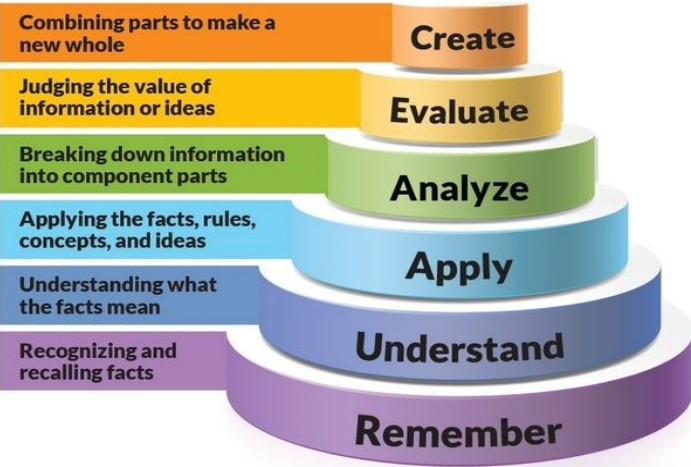 Combining parts to make a
new whole
Create
Judging the value of
information or ideas
Evaluate
Breaking down information
into component parts
Analyze
Applying the facts, rules,
concepts, and ideas
Apply
Understanding what
the facts mean
Understand
Recognizing and
recalling facts
Remember